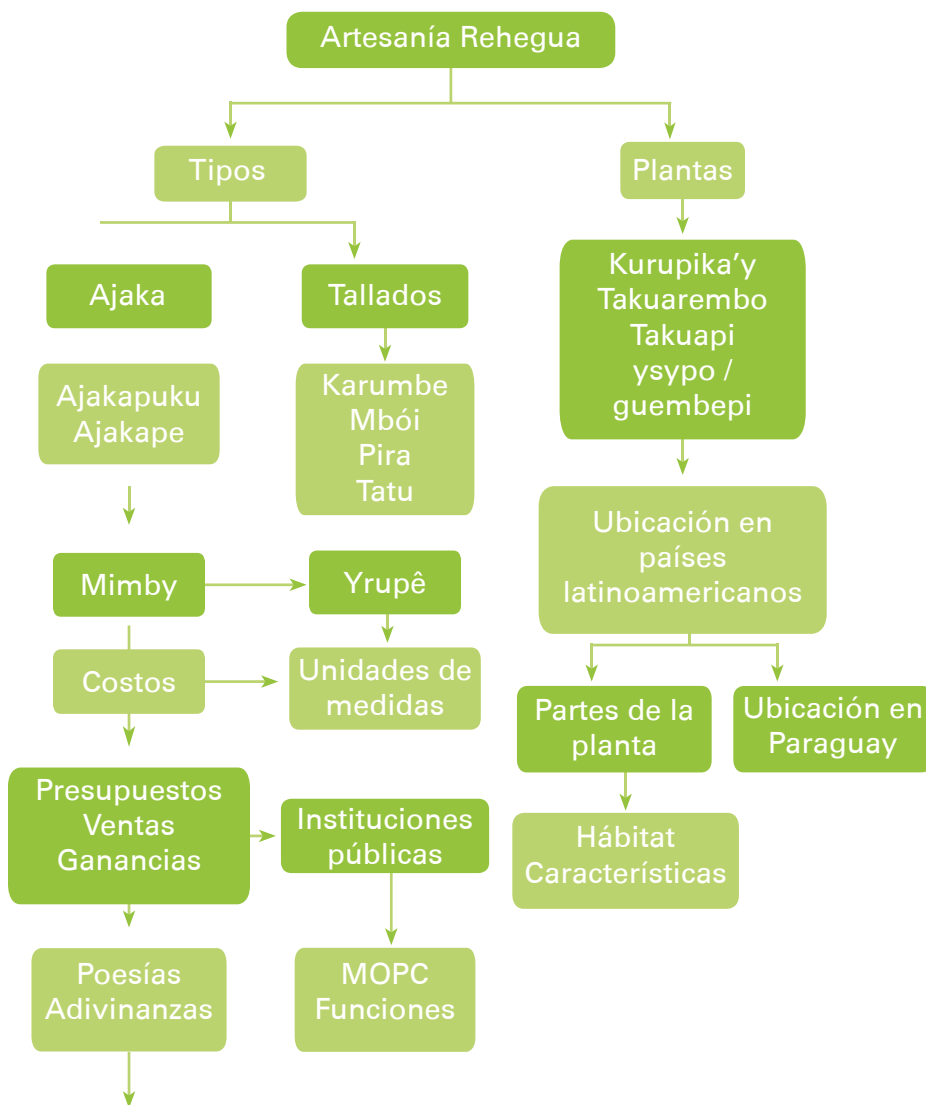 Artesanía Rehegua
Tipos
Plantas
Ajaka
Tallados
Kurupika’y
Takuarembo
Takuapi
ysypo /
guembepi
Ajakapuku
Ajakape
Karumbe
Mbói
Pira
Tatu
Ubicación en
países
latinoamericanos
Mimby
Yrupê
Costos
Unidades de
medidas
Partes de la
planta
Ubicación en
Paraguay
Presupuestos
Ventas
Ganancias
Instituciones
públicas
Hábitat
Características
Poesías
Adivinanzas
MOPC
Funciones